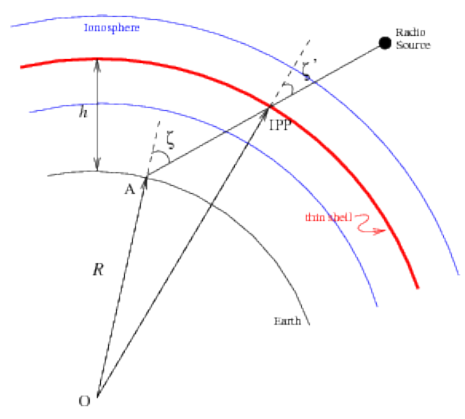 Ionosphere
Radio
Source
ζ'
h
IPP
ζ
A
thin shell
R
Earth
O